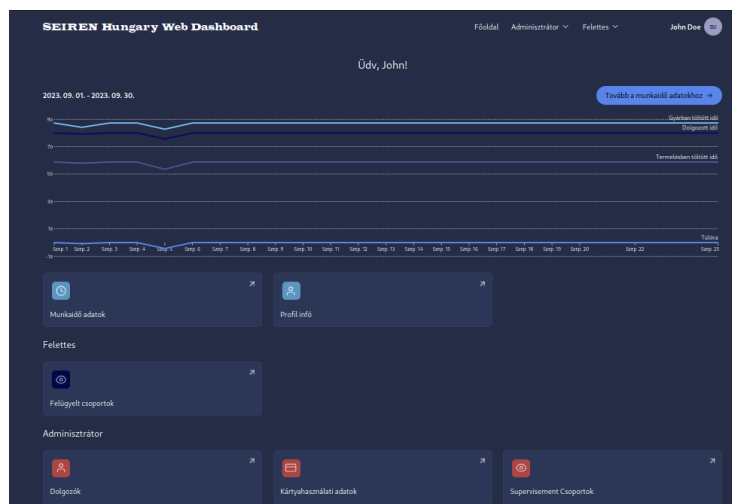 SEIREN Hungary Web Dashboard
Főoldal Adminisztrátor Felettes John Doe
Üdv, John!
2023. 09. 01. - 2023. 09. 30.
Tovább a munkaidő adatokhoz →
90
Gyárban töltött idő
Dolgozott idő
70
Termelésben töltött idő
50
30
10
Túlóra
Szep. 1 Szep. 2 Szep. 3 Szep. 4 Szep. 5 Szep. 6 Szep. 7 Szep. 8 Szep. 9 Szep. 10 Szep. 11 Szep. 12 Szep. 13 Szep. 14 Szep. 15 Szep. 16 Szep. 17 Szep. 18 Szep. 19 Szep. 20 Szep. 22 Szep. 25
-10
Munkaidő adatok
Profil infó
Felettes
Felügyelt csoportok
Adminisztrátor
Dolgozók
Kártyahasználati adatok
Supervisement Csoportok